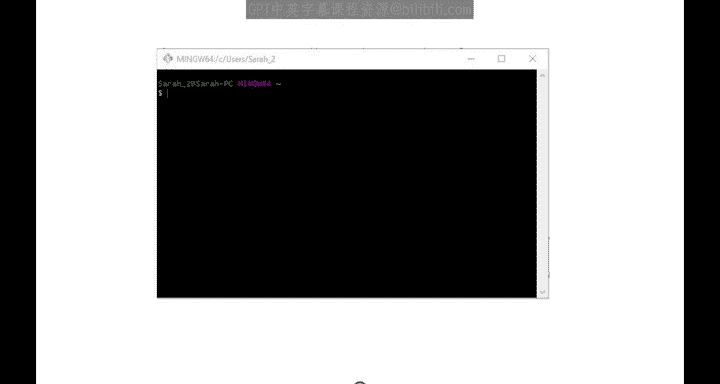 GPT中英字幕课程资源@bilibili.com
MINGW64:/c/Users/Sarah_2
Sarah_2@Sarah-PC MINGW64 ~
$